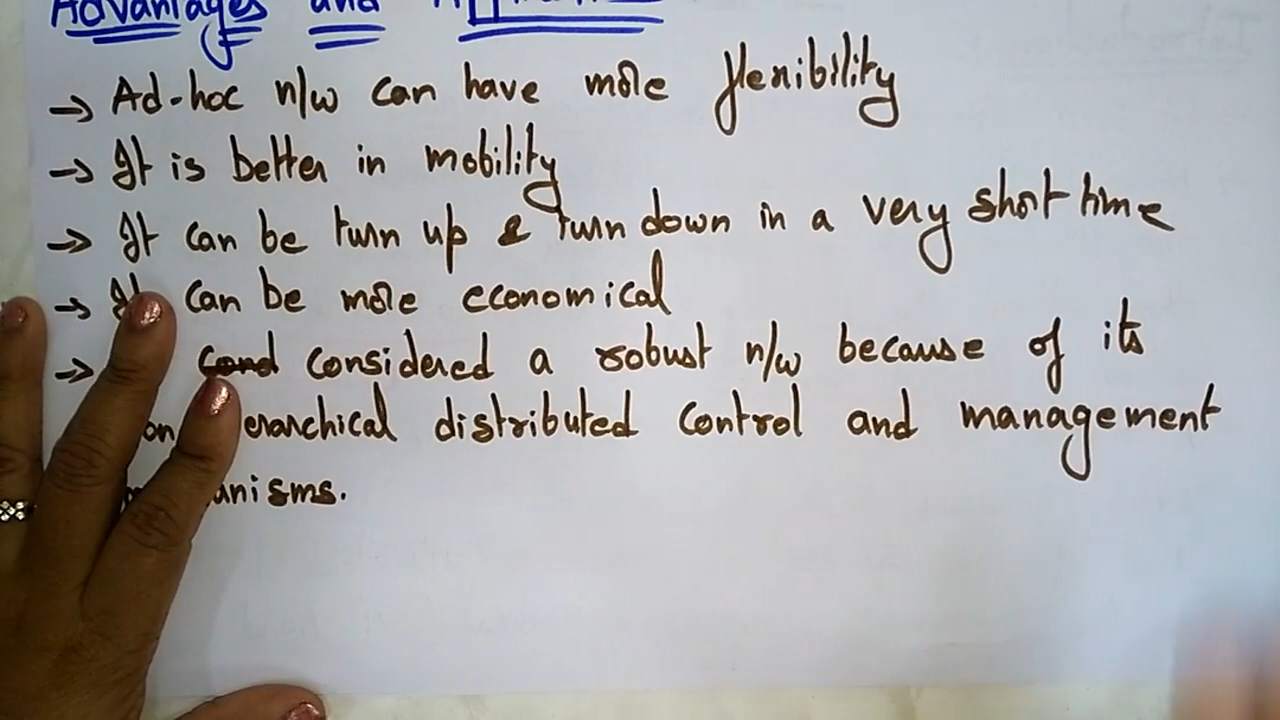 Advantages and
→ Ad-hoc n/w can have more flexibility
→ It is better in mobility
→ It can be turn up & turn down in a very short time
→ It can be more economical
→ cond considered a robust n/w because of its
erarchical distributed control and management
anisms.